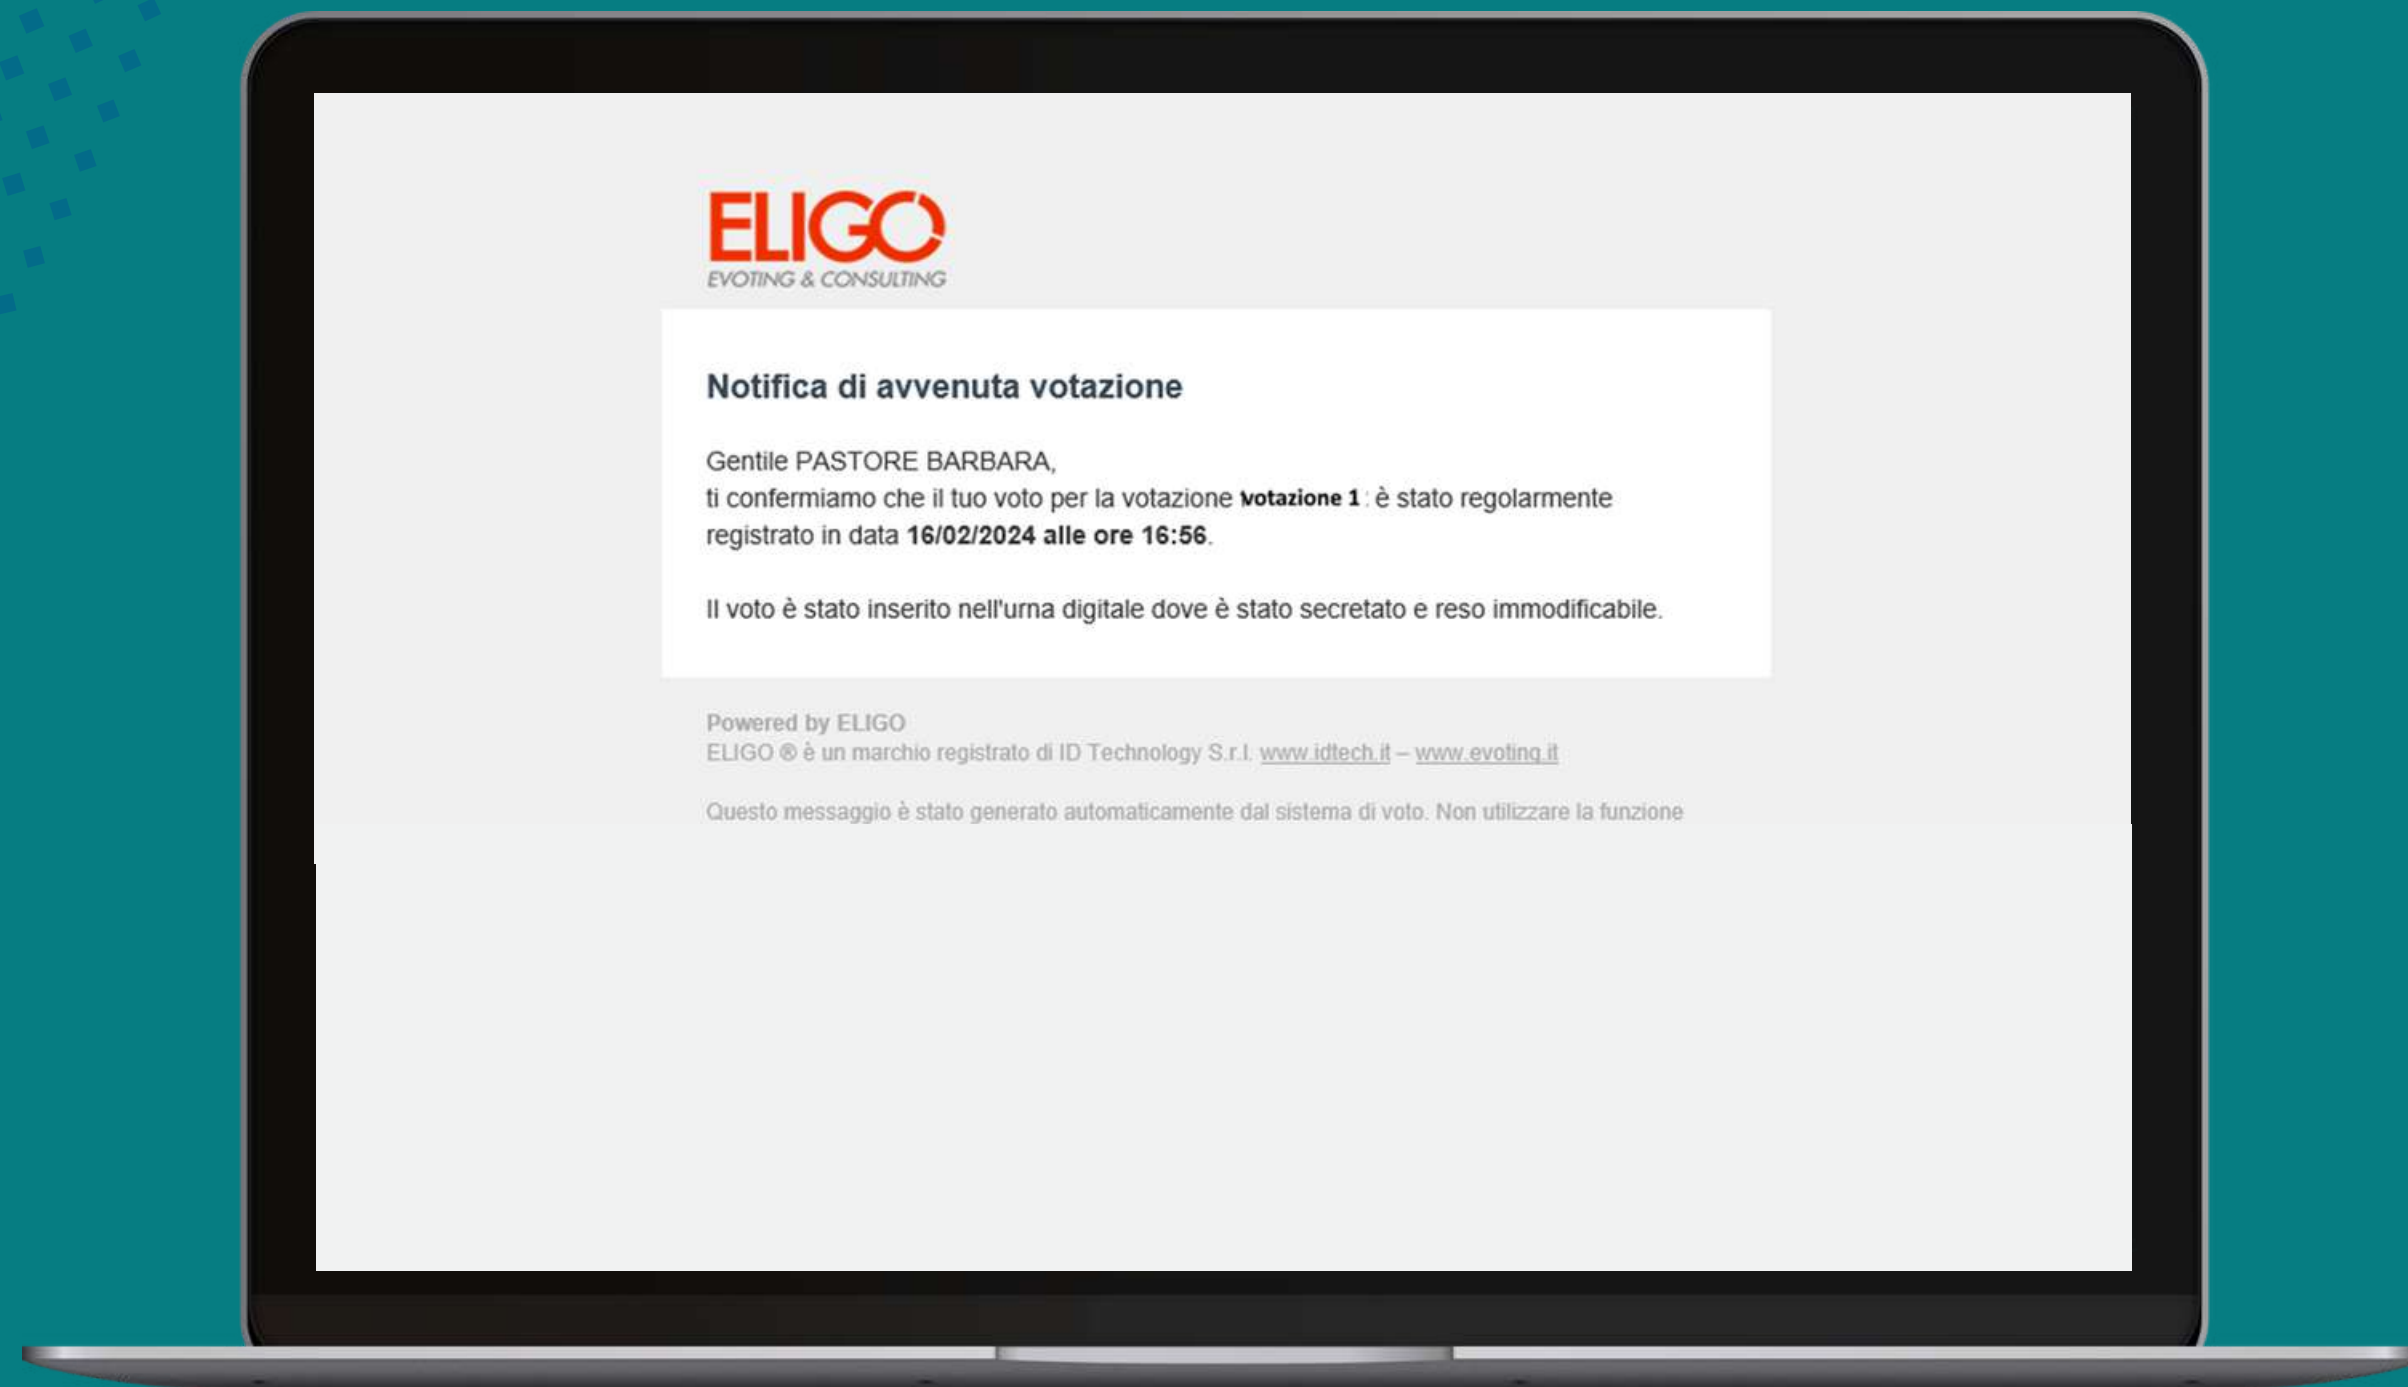 ELIGO
EVOTING & CONSULTING
Notifica di avvenuta votazione
Gentile PASTORE BARBARA,
ti confermiamo che il tuo voto per la votazione votazione 1 è stato regolarmente
registrato in data 16/02/2024 alle ore 16:56.
Il voto è stato inserito nell'urna digitale dove è stato secretato e reso immodificabile.
Powered by ELIGO
ELIGO ® è un marchio registrato di ID Technology S.r.l. www.idtech.it – www.evoting.it
Questo messaggio è stato generato automaticamente dal sistema di voto. Non utilizzare la funzione